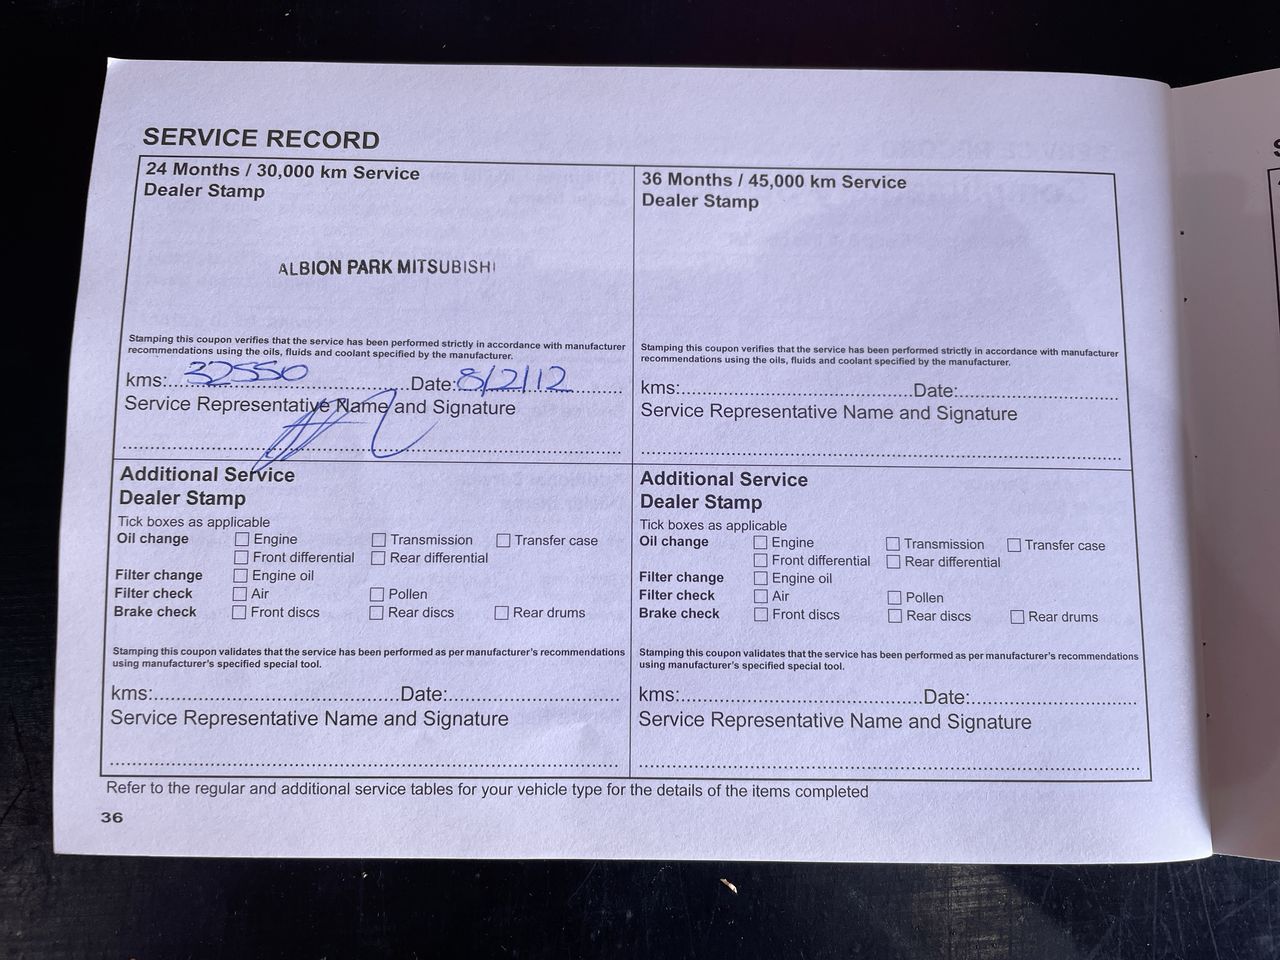 SERVICE RECORD
24 Months / 30,000 km Service
Dealer Stamp
ALBION PARK MITSUBISHI
Stamping this coupon verifies that the service has been performed strictly in accordance with manufacturer
recommendations using the oils, fluids and coolant specified by the manufacturer.
kms:...32550...Date:8/2/12
Service Representative Name and Signature
Additional Service
Dealer Stamp
Tick boxes as applicable
Oil change Engine Transmission Transfer case
Front differential Rear differential
Filter change Engine oil
Filter check Air Pollen
Brake check Front discs Rear discs Rear drums
Stamping this coupon validates that the service has been performed as per manufacturer's recommendations
using manufacturer's specified special tool.
kms:...Date:...
Service Representative Name and Signature
36 Months / 45,000 km Service
Dealer Stamp
Stamping this coupon verifies that the service has been performed strictly in accordance with manufacturer
recommendations using the oils, fluids and coolant specified by the manufacturer.
kms:...Date:...
Service Representative Name and Signature
Additional Service
Dealer Stamp
Tick boxes as applicable
Oil change Engine Transmission Transfer case
Front differential Rear differential
Filter change Engine oil
Filter check Air Pollen
Brake check Front discs Rear discs Rear drums
Stamping this coupon validates that the service has been performed as per manufacturer's recommendations
using manufacturer's specified special tool.
kms:...Date:...
Service Representative Name and Signature
Refer to the regular and additional service tables for your vehicle type for the details of the items completed
36